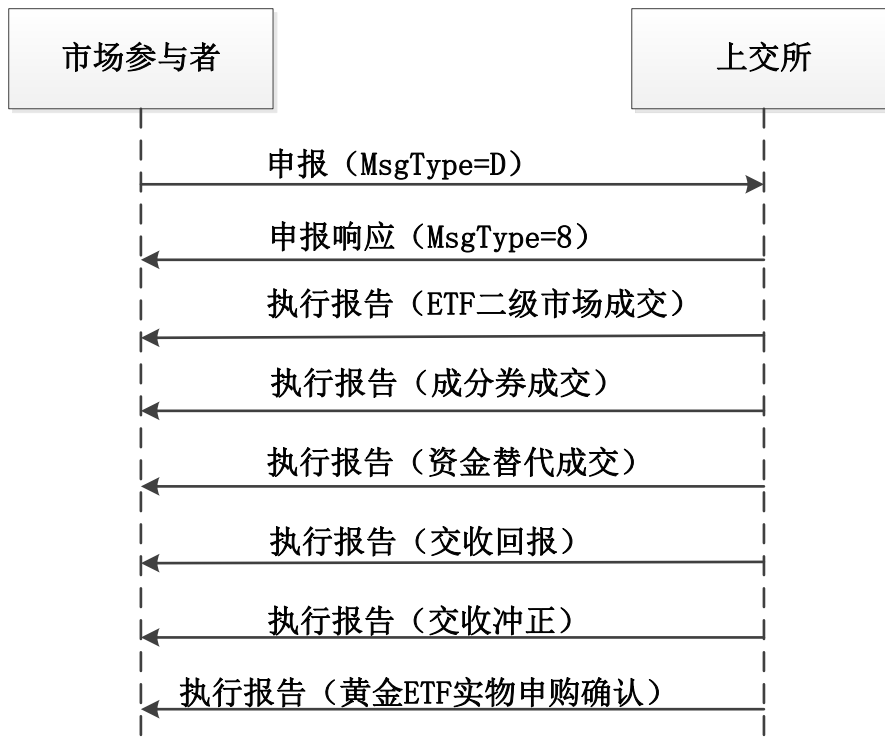 市场参与者
上交所
申报（MsgType=D）
申报响应（MsgType=8）
执行报告（ETF二级市场成交）
执行报告（成分券成交）
执行报告（资金替代成交）
执行报告（交收回报）
执行报告（交收冲正）
执行报告（黄金ETF实物申购确认）